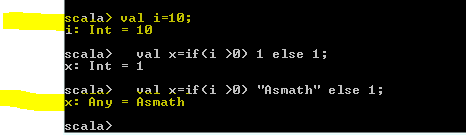 scala> val i=10;
i: Int = 10
scala>   val x=if(i >0) 1 else 1;
x: Int = 1
scala>   val x=if(i >0) "Asmath" else 1;
x: Any = Asmath
scala>